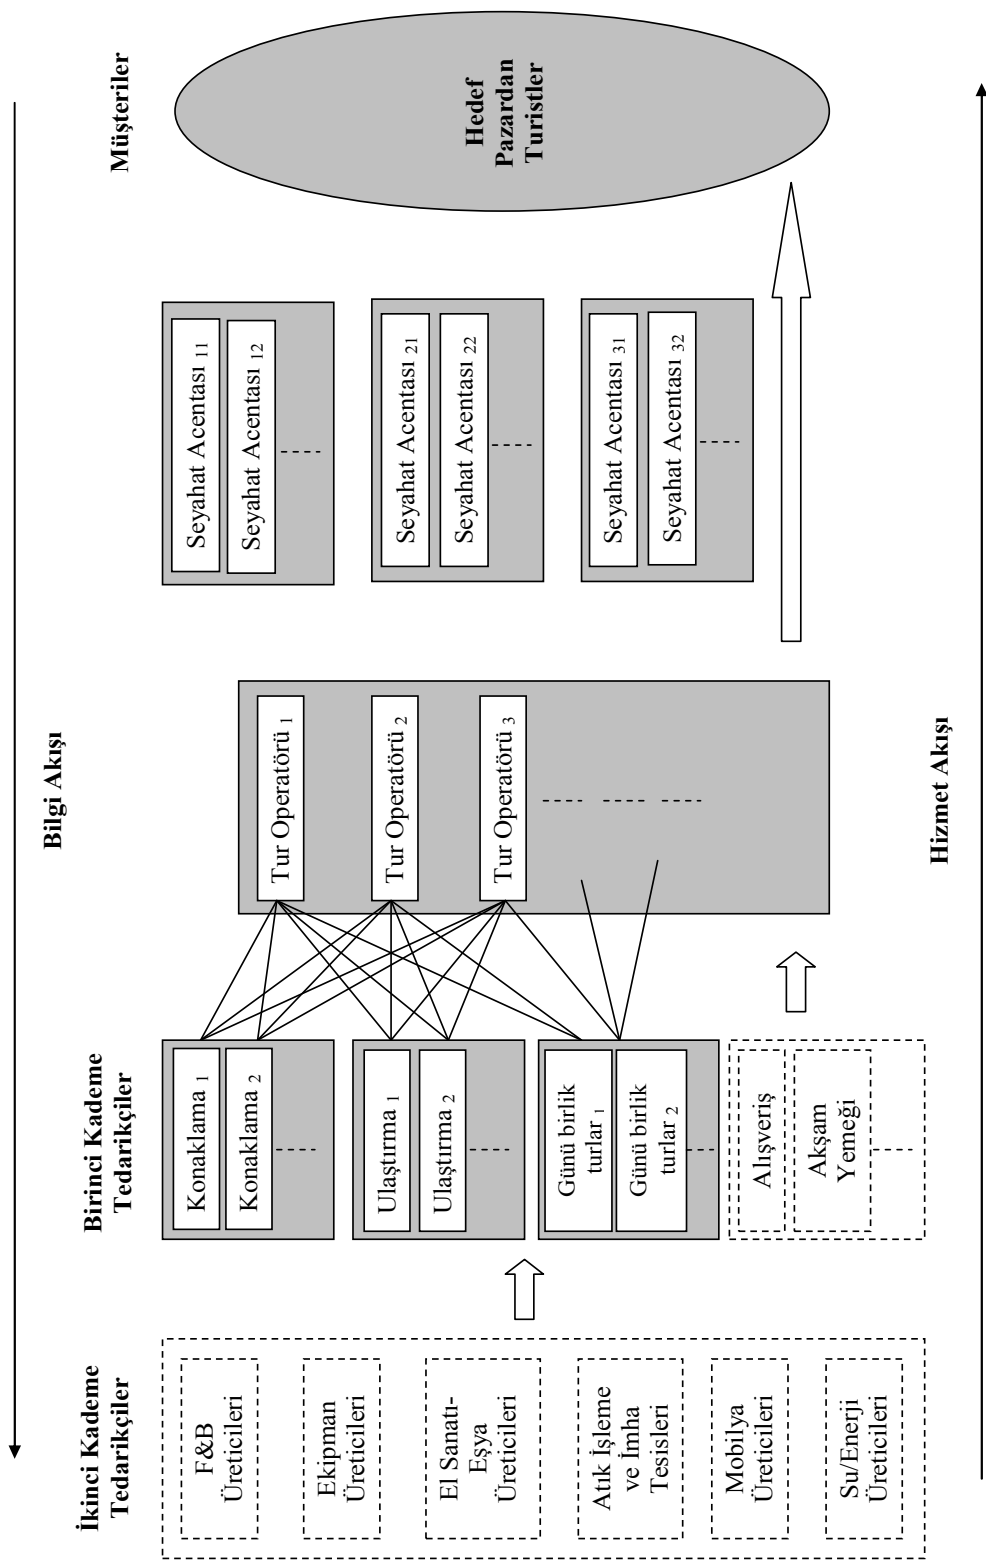 Bilgi Akışı
İkinci Kademe
Tedarikçiler
F&B
Üreticileri
Ekipman
Üreticileri
El Sanatı-
Eşya
Üreticileri
Atık İşleme
ve İmha
Tesisleri
Mobilya
Üreticileri
Su/Enerji
Üreticileri
Birinci Kademe
Tedarikçiler
Konaklama 1
Konaklama 2
Ulaştırma 1
Ulaştırma 2
Günü birlik
turlar 1
Günü birlik
turlar 2
Alışveriş
Akşam
Yemeği
Tur Operatörü 1
Tur Operatörü 2
Tur Operatörü 3
Seyahat Acentası 11
Seyahat Acentası 12
Seyahat Acentası 21
Seyahat Acentası 22
Seyahat Acentası 31
Seyahat Acentası 32
Müşteriler
Hedef
Pazardan
Turistler
Hizmet Akışı